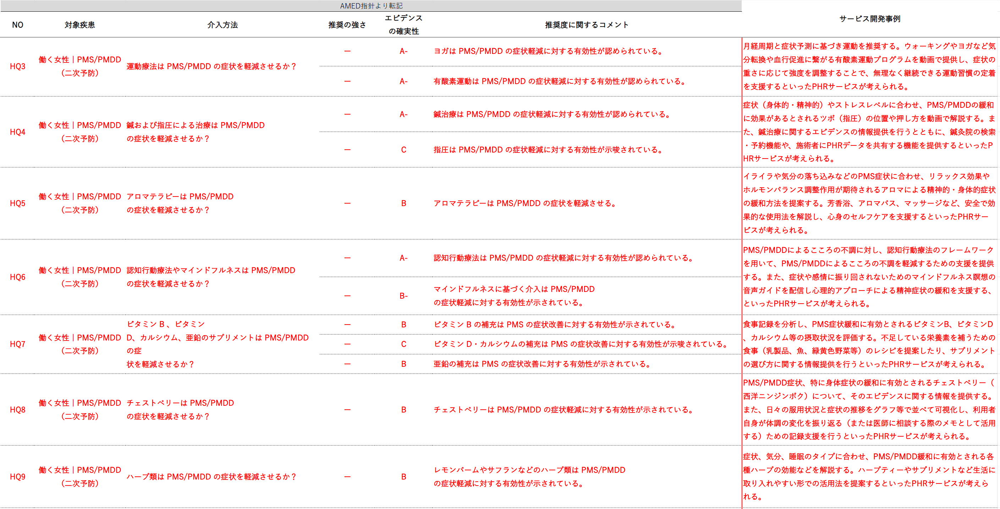 AMED指針より転記
NO
対象疾患
介入方法
推奨の強さ
エビデンス
の確実性
推奨度に関するコメント
サービス開発事例
HQ3
働く女性｜PMS/PMDD
（二次予防）
運動療法は PMS/PMDD の症状を軽減させるか？
ー
A-
ヨガは PMS/PMDD の症状軽減に対する有効性が認められている。
ー
A-
有酸素運動は PMS/PMDD の症状軽減に対する有効性が認められている。
月経周期と症状予測に基づき運動を推奨する。ウォーキングやヨガなど気
分転換や血行促進に繋がる有酸素運動プログラムを動画で提供し、症状の
重さに応じて強度を調整することで、無理なく継続できる運動習慣の定着
を支援するといったPHRサービスが考えられる。
HQ4
働く女性｜PMS/PMDD
（二次予防）
鍼および指圧による治療は PMS/PMDD
の症状を軽減させるか？
ー
A-
鍼治療は PMS/PMDD の症状軽減に対する有効性が認められている。
ー
C
指圧は PMS/PMDD の症状軽減に対する有効性が示唆されている。
症状（身体的・精神的）やストレスレベルに合わせ、PMS/PMDDの緩和
に効果があるとされるツボ（指圧）の位置や押し方を動画で解説する。ま
た、鍼治療に関するエビデンスの情報提供を行うとともに、鍼灸院の検索
・予約機能や、施術者にPHRデータを共有する機能を提供するといったP
HRサービスが考えられる。
HQ5
働く女性｜PMS/PMDD
（二次予防）
アロマテラピーは PMS/PMDD
の症状を軽減させるか？
ー
B
アロマテラピーは PMS/PMDD の症状を軽減させる。
イライラや気分の落ち込みなどのPMS症状に合わせ、リラックス効果や
ホルモンバランス調整作用が期待されるアロマによる精神的・身体的症状
の緩和方法を提案する。芳香浴、アロマバス、マッサージなど、安全で効
果的な使用法を解説し、心身のセルフケアを支援するといったPHRサー
ビスが考えられる。
HQ6
働く女性｜PMS/PMDD
（二次予防）
認知行動療法やマインドフルネスは PMS/PMDD
の症状を軽減させるか？
ー
A-
認知行動療法は PMS/PMDD の症状軽減に対する有効性が認められている。
ー
B-
マインドフルネスに基づく介入は PMS/PMDD
の症状軽減に対する有効性が示されている。
PMS/PMDDによるこころの不調に対し、認知行動療法のフレームワーク
を用いて、PMS/PMDDによるこころの不調を軽減するための支援を提供
する。また、症状や感情に振り回されないためのマインドフルネス瞑想の
音声ガイドを配信し心理的アプローチによる精神症状の緩和を支援する、
といったPHRサービスが考えられる。
HQ7
働く女性｜PMS/PMDD
（二次予防）
ビタミン B 、ビタミン
D、カルシウム、亜鉛のサプリメントは PMS/PMDD
の症
状を軽減させるか？
ー
B
ビタミン B の補充は PMS の症状改善に対する有効性が示されている。
ー
C
ビタミン D・カルシウムの補充は PMS の症状改善に対する有効性が示唆されている。
ー
B
亜鉛の補充は PMS の症状改善に対する有効性が示されている。
食事記録を分析し、PMS症状緩和に有効とされるビタミンB、ビタミンD
、カルシウム等の摂取状況を評価する。不足している栄養素を補うための
食事（乳製品、魚、緑黄色野菜等）のレシピを提案したり、サプリメント
の選び方に関する情報提供を行うといったPHRサービスが考えられる。
HQ8
働く女性｜PMS/PMDD
（二次予防）
チェストベリーは PMS/PMDD
の症状を軽減させるか？
ー
B
チェストベリーは PMS/PMDD の症状軽減に対する有効性が示されている。
PMS/PMDD症状、特に身体症状の緩和に有効とされるチェストベリー（
西洋ニンジンボク）について、そのエビデンスに関する情報を提供する。
また、日々の服用状況と症状の推移をグラフ等で並べて可視化し、利用者
自身が体調の変化を振り返る（または医師に相談する際のメモとして活用
する）ための記録支援を行うといったPHRサービスが考えられる。
HQ9
働く女性｜PMS/PMDD
（二次予防）
ハーブ類は PMS/PMDD の症状を軽減させるか？
ー
B
レモンバームやサフランなどのハーブ類は PMS/PMDD
の症状軽減に対する有効性が示されている。
症状、気分、睡眠のタイプに合わせ、PMS/PMDD緩和に有効とされる各
種ハーブの効能などを解説する。ハーブティーやサプリメントなど生活に
取り入れやすい形での活用法を提案するといったPHRサービスが考えら
れる。